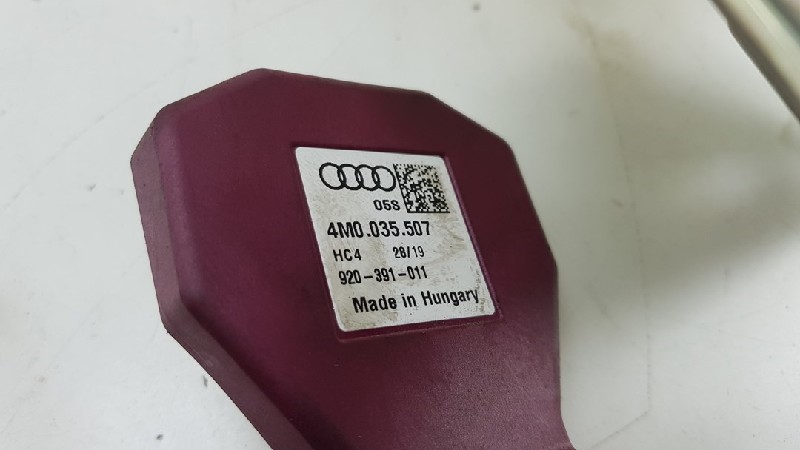 058
4M0.035.507
HC4 28/19
920-391-011
Made in Hungary